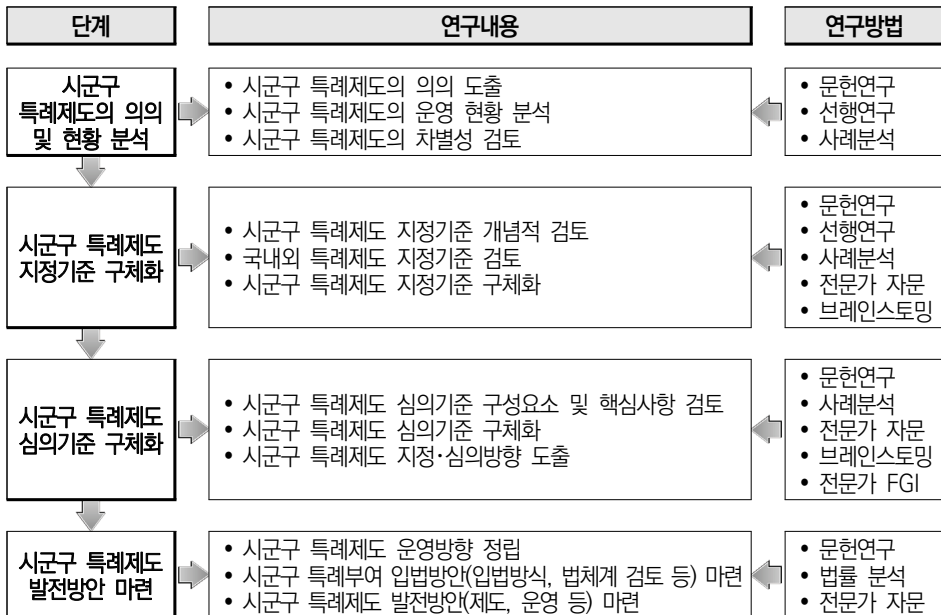 단계
연구내용
연구방법
시군구
특례제도의 의의
및 현황 분석
• 시군구 특례제도의 의의 도출
• 시군구 특례제도의 운영 현황 분석
• 시군구 특례제도의 차별성 검토
• 문헌연구
• 선행연구
• 사례분석
시군구 특례제도
지정기준 구체화
• 시군구 특례제도 지정기준 개념적 검토
• 국내외 특례제도 지정기준 검토
• 시군구 특례제도 지정기준 구체화
• 문헌연구
• 선행연구
• 사례분석
• 전문가 자문
• 브레인스토밍
시군구 특례제도
심의기준 구체화
• 시군구 특례제도 심의기준 구성요소 및 핵심사항 검토
• 시군구 특례제도 심의기준 구체화
• 시군구 특례제도 지정·심의방향 도출
• 문헌연구
• 사례분석
• 전문가 자문
• 브레인스토밍
• 전문가 FGI
시군구 특례제도
발전방안 마련
• 시군구 특례제도 운영방향 정립
• 시군구 특례부여 입법방안(입법방식, 법체계 검토 등) 마련
• 시군구 특례제도 발전방안(제도, 운영 등) 마련
• 문헌연구
• 법률 분석
• 전문가 자문